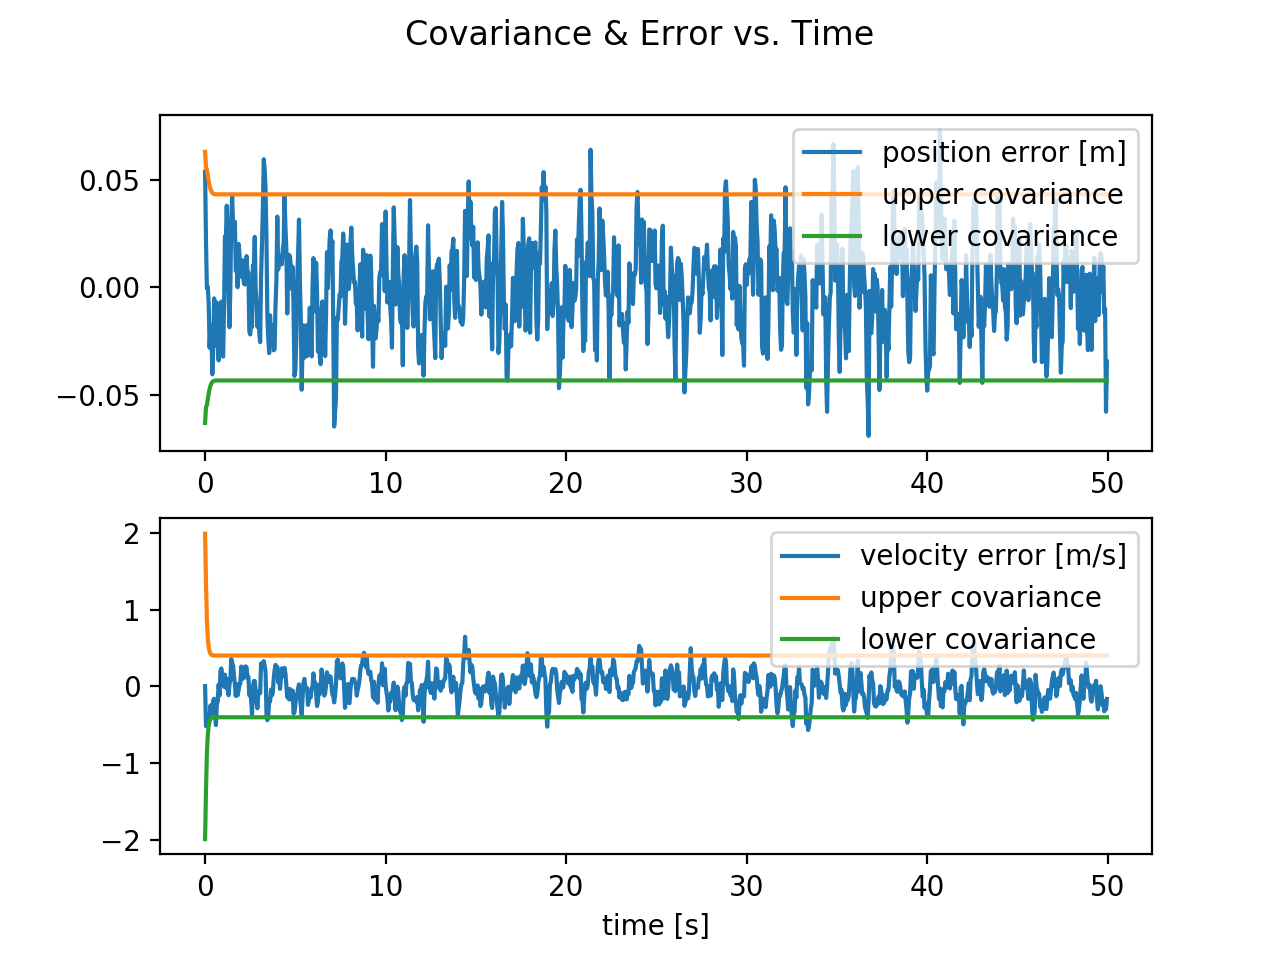 Covariance & Error vs. Time
position error [m]
upper covariance
lower covariance
0.05
0.00
−0.05
0 10 20 30 40 50
velocity error [m/s]
upper covariance
lower covariance
2
1
0
−1
−2
0 10 20 30 40 50
time [s]